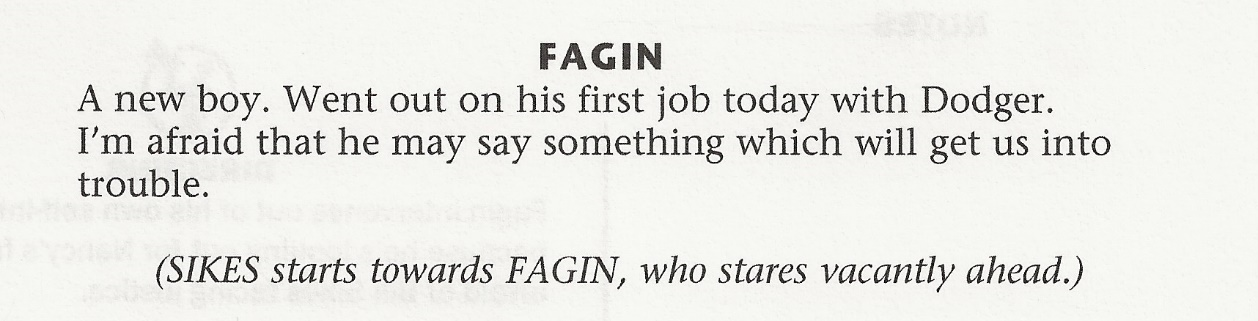 FAGIN
A new boy. Went out on his first job today with Dodger.
I'm afraid that he may say something which will get us into
trouble.
(SIKES starts towards FAGIN, who stares vacantly ahead.)